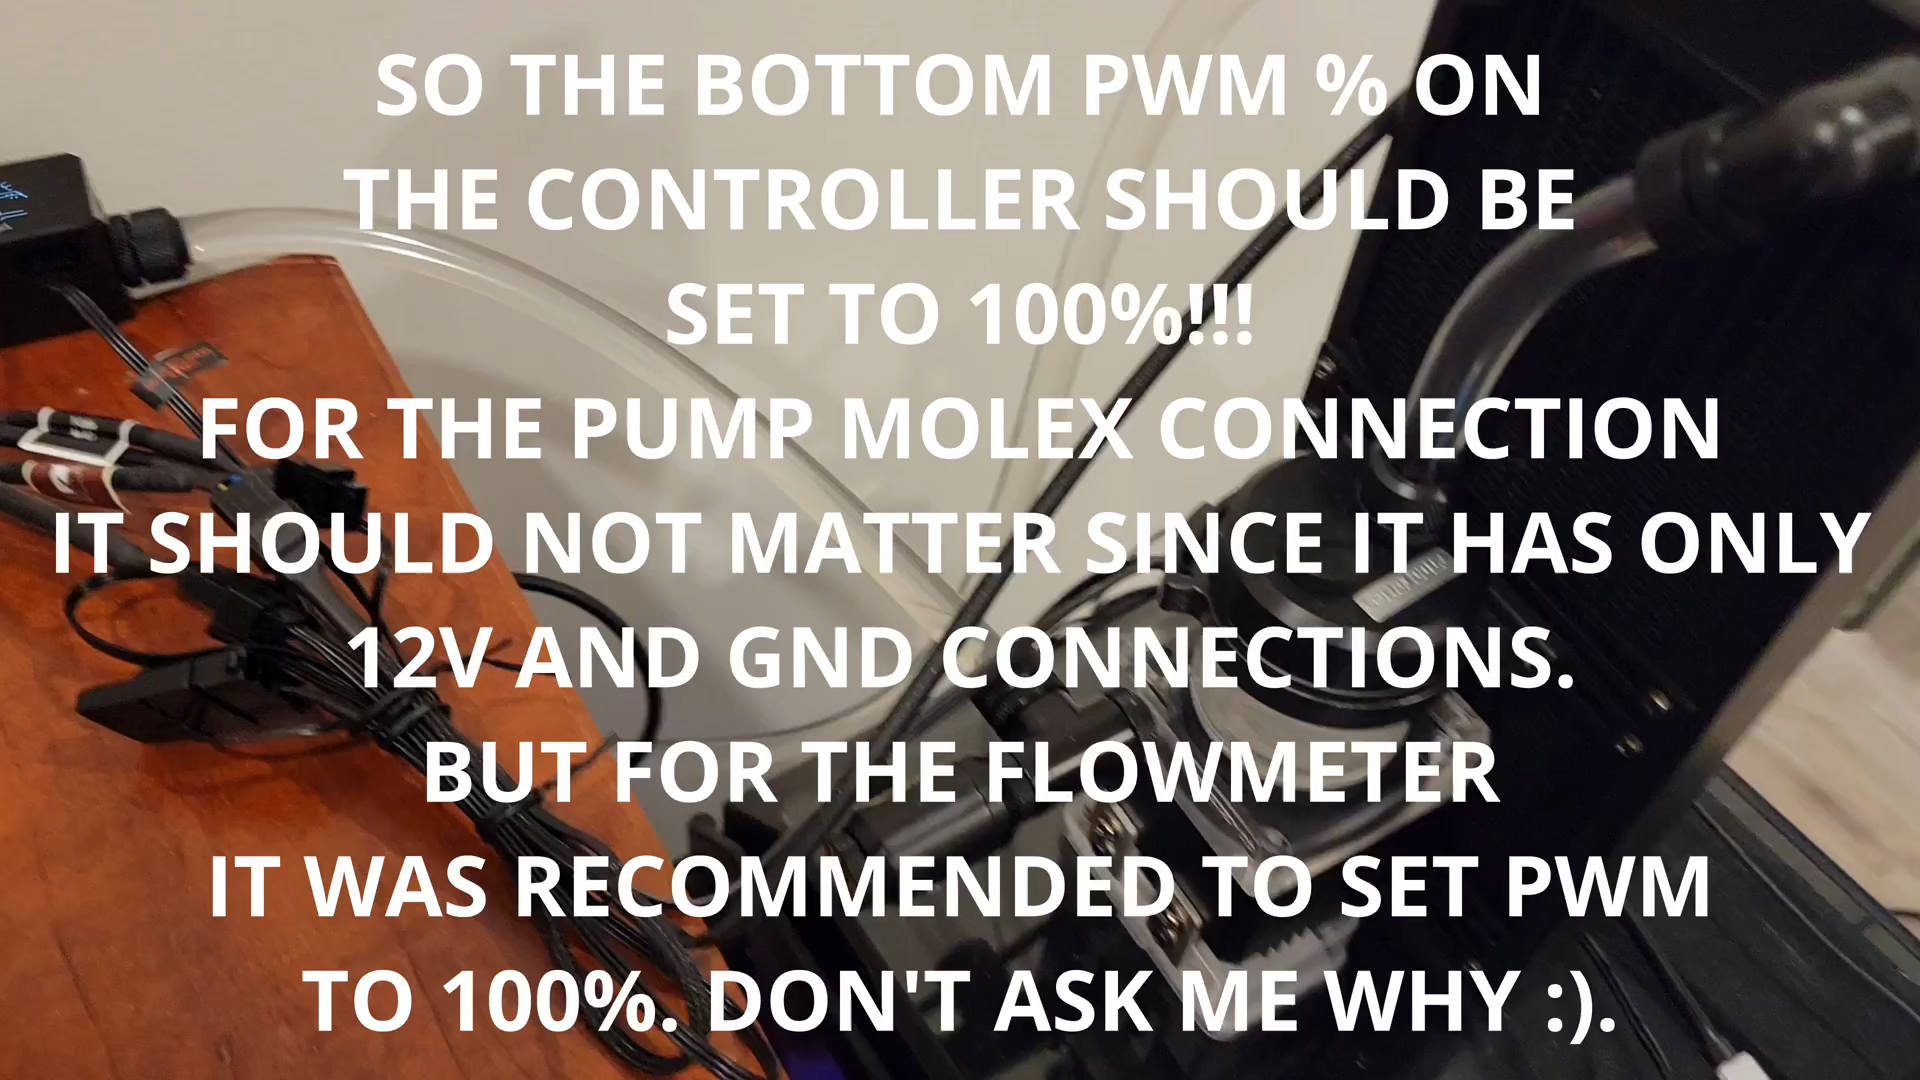 SO THE BOTTOM PWM % ON
THE CONTROLLER SHOULD BE
SET TO 100%!!!
FOR THE PUMP MOLEX CONNECTION
IT SHOULD NOT MATTER SINCE IT HAS ONLY
12V AND GND CONNECTIONS.
BUT FOR THE FLOWMETER
IT WAS RECOMMENDED TO SET PWM
TO 100%. DON'T ASK ME WHY :).